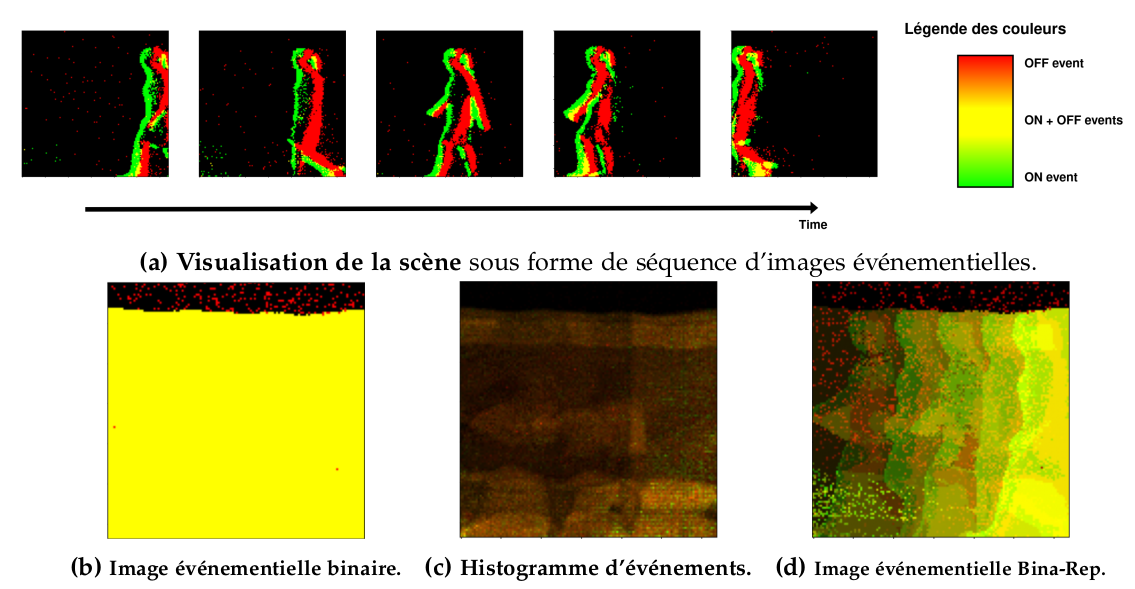 Légende des couleurs
OFF event
ON + OFF events
ON event
Time
(a) Visualisation de la scène sous forme de séquence d'images événementielles.
(b) Image événementielle binaire. (c) Histogramme d'événements. (d) Image événementielle Bina-Rep.